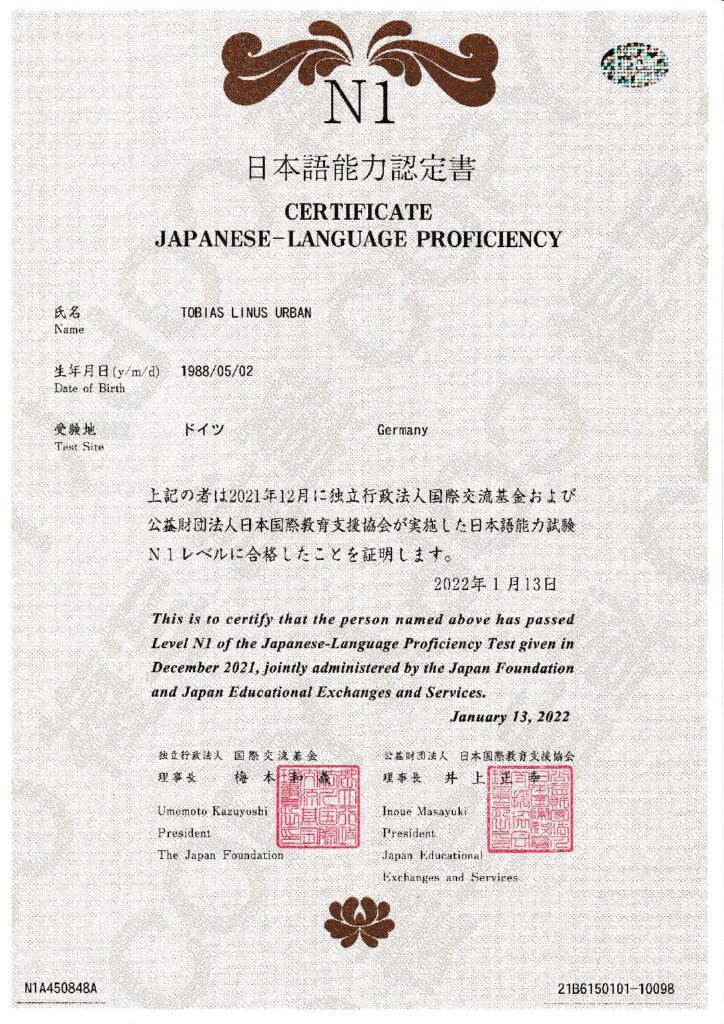 N1
日本語能力認定書
CERTIFICATE
JAPANESE-LANGUAGE PROFICIENCY
氏名 TOBIAS LINUS URBAN
Name
生年月日(y/m/d) 1988/05/02
Date of Birth
受験地 ドイツ Germany
Test Site
上記の者は2021年12月に独立行政法人国際交流基金および
公益財団法人日本国際教育支援協会が実施した日本語能力試験
N1レベルに合格したことを証明します。
2022年1月13日
This is to certify that the person named above has passed
Level N1 of the Japanese-Language Proficiency Test given in
December 2021, jointly administered by the Japan Foundation
and Japan Educational Exchanges and Services.
January 13, 2022
独立行政法人 国際交流基金
理事長 梅本和義
Umemoto Kazuyoshi
President
The Japan Foundation
公益財団法人 日本国際教育支援協会
理事長 井上正幸
Inoue Masayuki
President
Japan Educational
Exchanges and Services
N1A450848A
21B6150101-10098